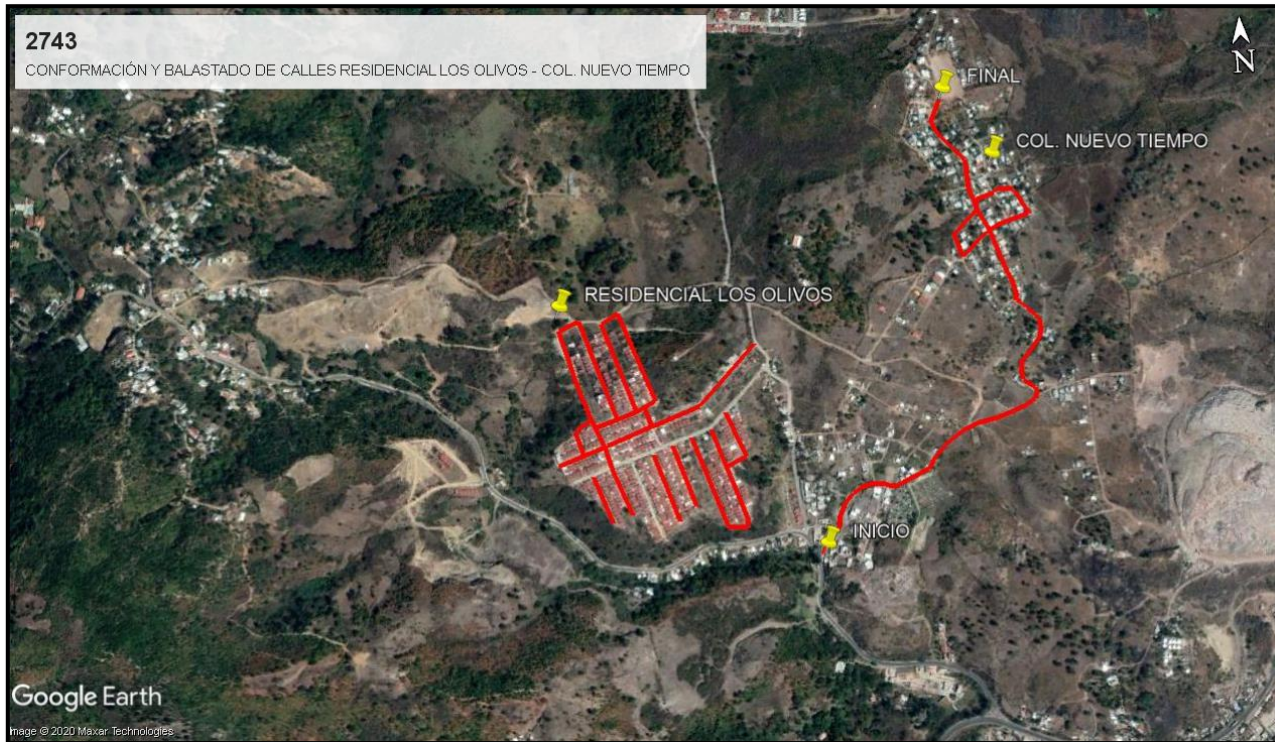 2743
CONFORMACIÓN Y BALASTADO DE CALLES RESIDENCIAL LOS OLIVOS - COL. NUEVO TIEMPO
N
FINAL
COL. NUEVO TIEMPO
RESIDENCIAL LOS OLIVOS
INICIO
Google Earth
Image © 2020 Maxar Technologies